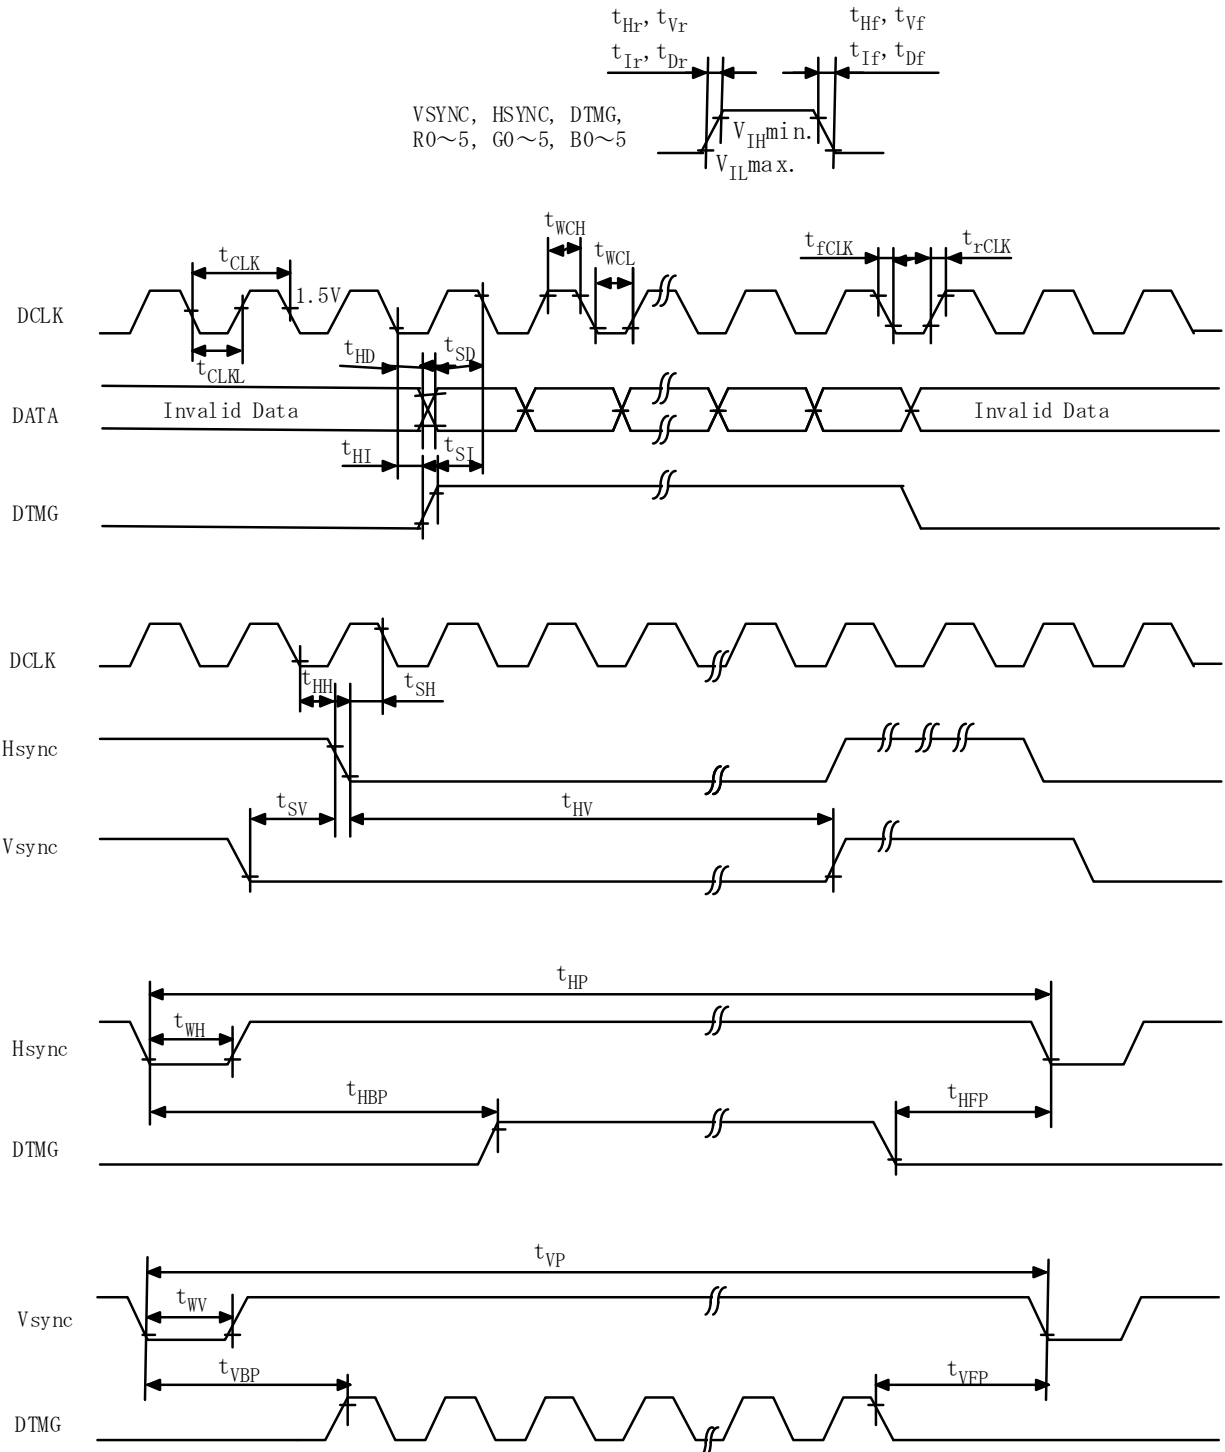 tHr, tVr
tIr, tDr
tHf, tVf
tIf, tDf
VSYNC, HSYNC, DTMG,
R0～5, G0～5, B0～5
VIHmin.
VILmax.
tCLK
tWCH
tWCL
tfCLK
trCLK
1.5V
DCLK
tCLKL
tHD
tSD
DATA
Invalid Data
Invalid Data
tHI
tSI
DTMG
DCLK
tHH
tSH
Hsync
tSV
tHV
Vsync
tHP
tWH
Hsync
tHBP
tHFP
DTMG
tVP
tWV
Vsync
tVBP
tVFP
DTMG